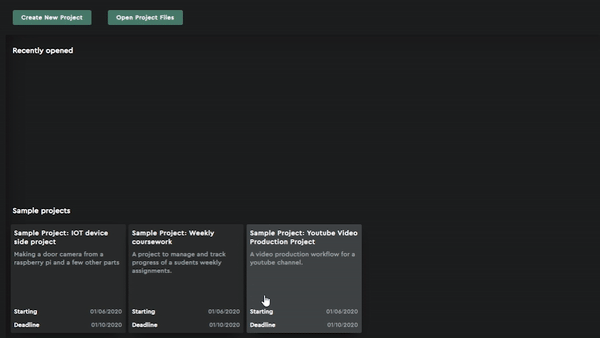 Create New Project
Open Project Files
Recently opened
Sample projects
Sample Project: IOT device
side project
Making a door camera from a
raspberry pi and a few other parts
Starting 01/06/2020
Deadline 01/10/2020
Sample Project: Weekly
coursework
A project to manage and track
progress of a sudents weekly
assignments.
Starting 01/06/2020
Deadline 01/10/2020
Sample Project: Youtube Video
Production Project
A video production workflow for a
youtube channel.
Starting 01/06/2020
Deadline 01/10/2020